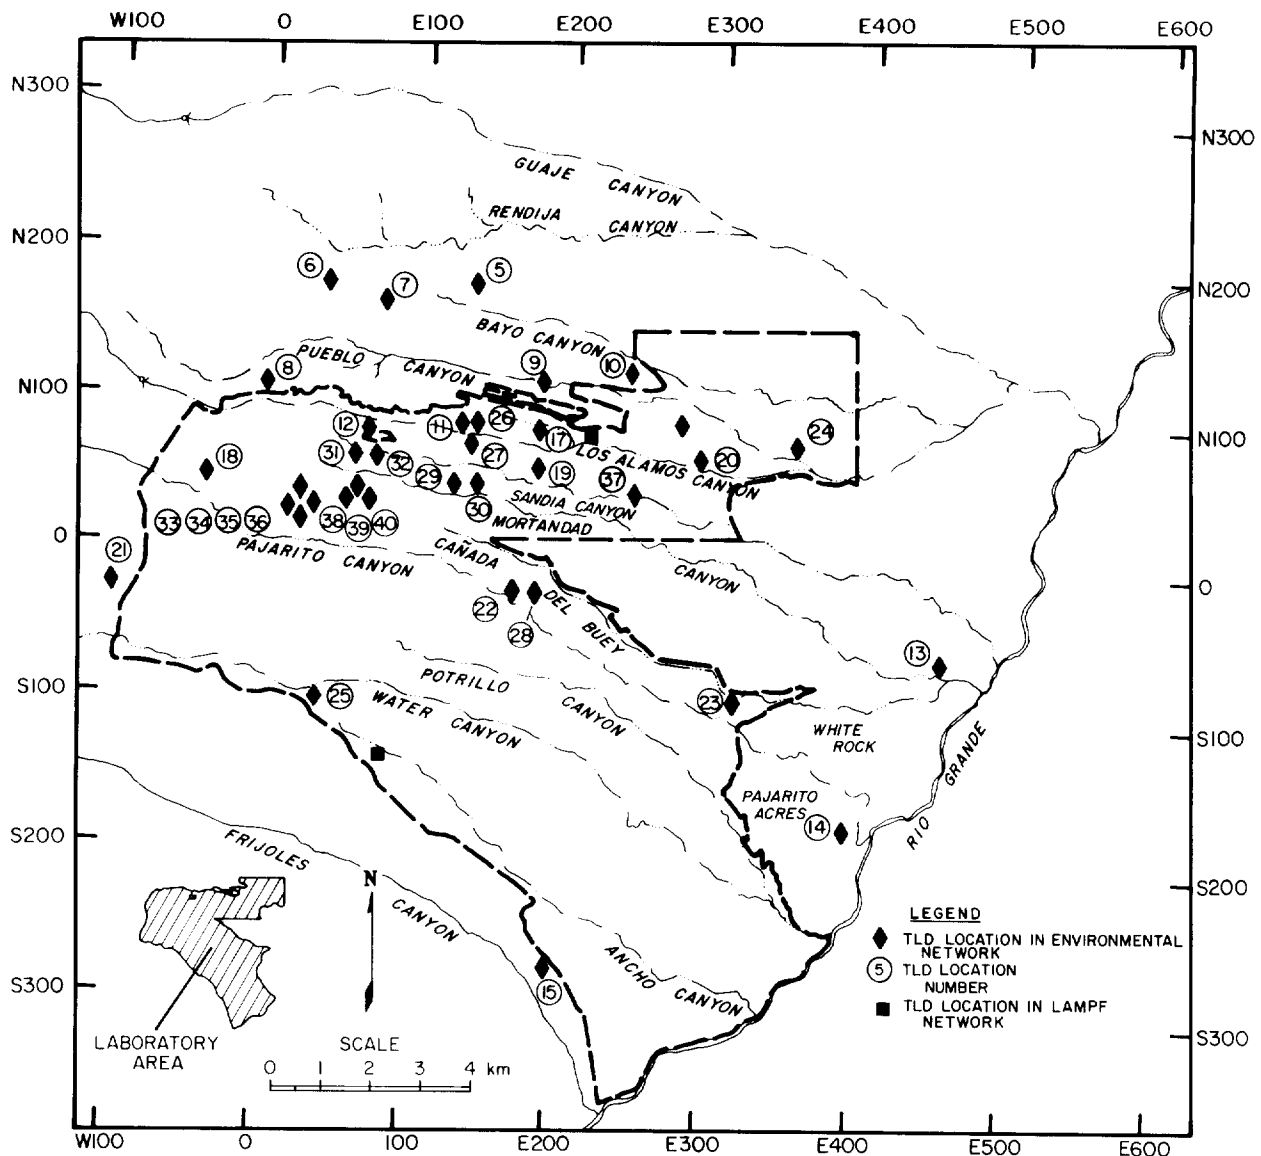 W100 0 E100 E200 E300 E400 E500 E600
N300
N300
GUAJE CANYON
RENDIJA CANYON
N200
6
5
7
N200
BAYO CANYON
PUEBLO CANYON
8
9
10
N100
12
11
26
17
24
N100
31
32
27
20
LOS ALAMOS CANYON
18
29
19
37
SANDIA CANYON
30
33 34 35 36 38 39 40
MORTANDAD CANYON
0
21
PAJARITO CANYON
CAÑADA DEL BUEY
0
22
28
13
S100
25
POTRILLO CANYON
WATER CANYON
23
WHITE
ROCK
S100
PAJARITO
ACRES
14
RIO GRANDE
S200
FRIJOLES CANYON
N
S200
LEGEND
TLD LOCATION IN ENVIRONMENTAL
NETWORK
5
TLD LOCATION
NUMBER
TLD LOCATION IN LAMPF
NETWORK
ANCHO CANYON
S300
15
S300
LABORATORY
AREA
SCALE
0 1 2 3 4 km
W100 0 100 E200 E300 E400 E500 E600